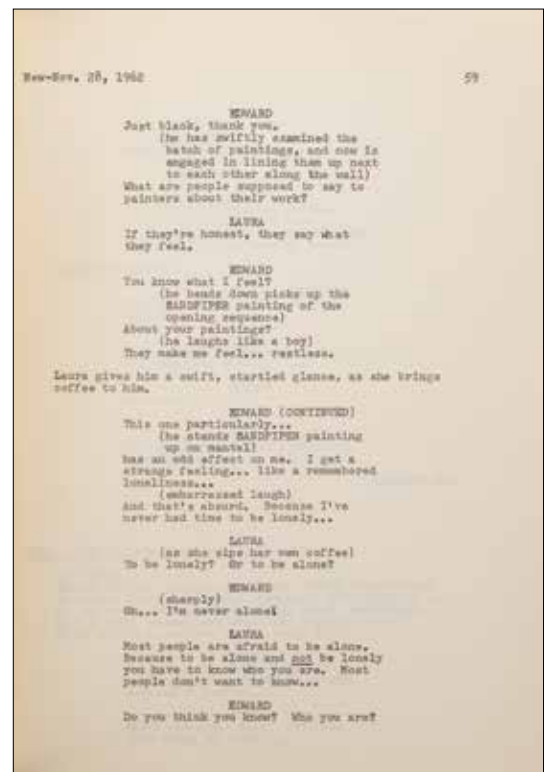 New-Nov. 28, 1962 59
EDWARD
Just black, thank you.
(he has swiftly examined the
batch of paintings, and now is
engaged in lining them up next
to each other along the wall)
What are people supposed to say to
painters about their work?
LAURA
If they're honest, they say what
they feel.
EDWARD
You know what I feel?
(he bends down picks up the
SANDPIPER painting of the
opening sequence)
About your paintings?
(he laughs like a boy)
They make me feel... restless.
Laura gives him a swift, startled glance, as she brings
coffee to him.
EDWARD (CONTINUED)
This one particularly...
(he stands SANDPIPER painting
up on mantel)
has an odd effect on me. I get a
strange feeling... like a remembered
loneliness...
(embarrassed laugh)
And that's absurd. Because I've
never had time to be lonely...
LAURA
(as she sips her own coffee)
To be lonely? Or to be alone?
EDWARD
(sharply)
Oh... I'm never alone!
LAURA
Most people are afraid to be alone.
Because to be alone and not be lonely
you have to know who you are. Most
people don't want to know...
EDWARD
Do you think you know? Who you are?